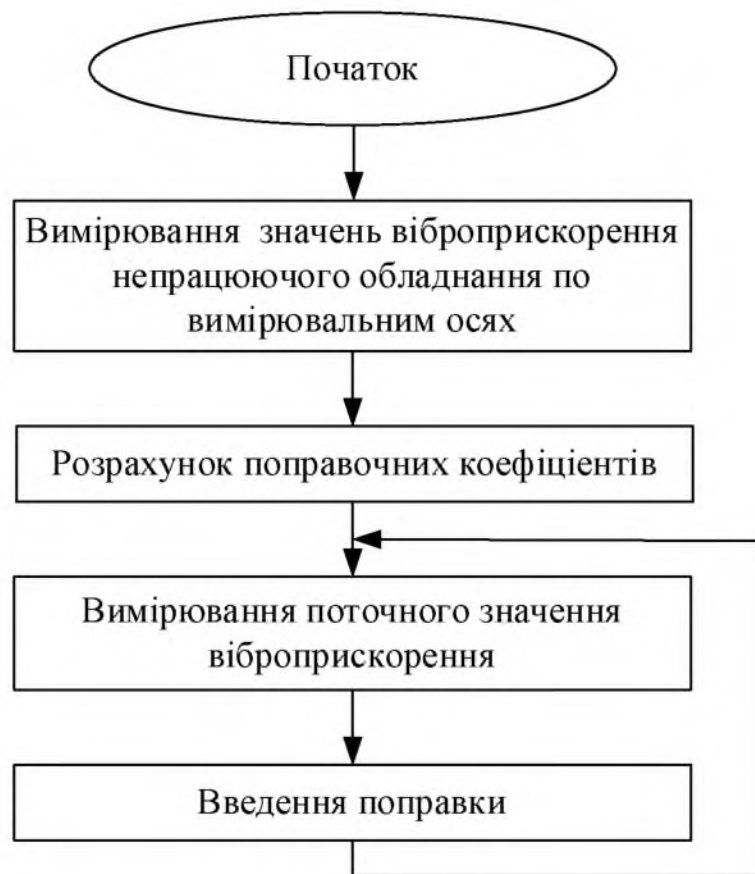 Початок
Вимірювання значень віброприскорення
непрацюючого обладнання по
вимірювальним осях
Розрахунок поправочних коефіцієнтів
Вимірювання поточного значення
віброприскорення
Введення поправки